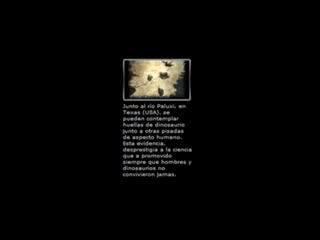 Junto al río Paluxi, en
Texas (USA), se
pueden contemplar
huellas de dinosaurio
junto a otras pisadas
de aspecto humano.
Esta evidencia,
desprestigia a la ciencia
que a promovido
siempre que hombres y
dinosaurios no
convivieron jamas.